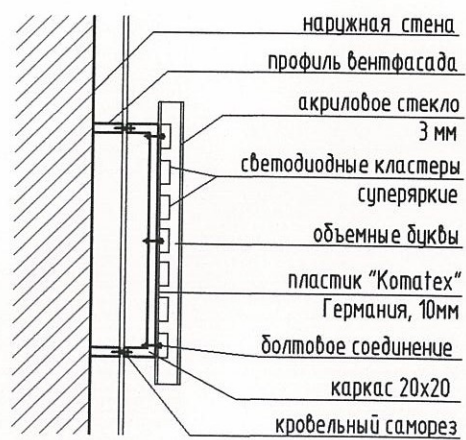 наружная стена
профиль вентфасада
акриловое стекло
3 мм
светодиодные кластеры
суперяркие
объемные буквы
пластик "Komatex"
Германия, 10мм
болтовое соединение
каркас 20х20
кровельный саморез